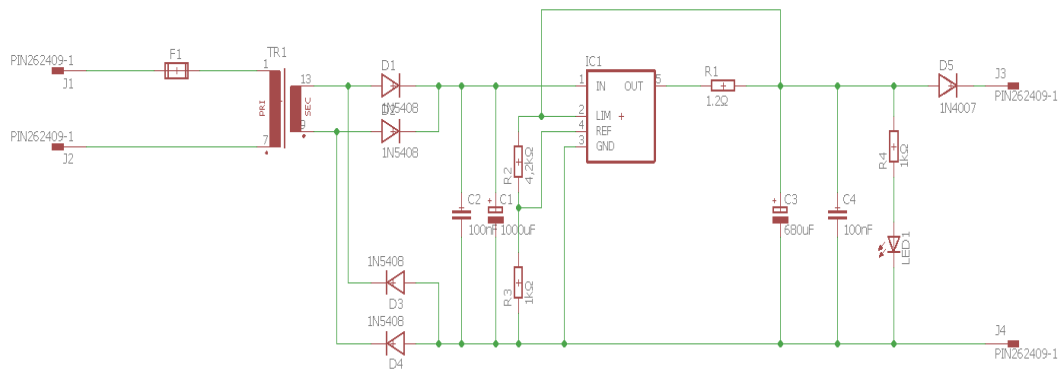 PIN262409-1
J1
F1
TR1
1
7
PRI
SEC
13
9
PIN262409-1
J2
D1
1N5408
D2
1N5408
C2
100nF
C1
1000uF
+
R2
4,2kΩ
R3
1kΩ
1N5408
D3
1N5408
D4
IC1
1
IN
OUT
5
2
LIM
+
4
REF
3
GND
R1
1.2Ω
+
C3
680uF
C4
100nF
R4
1kΩ
LED1
D5
1N4007
J3
PIN262409-1
J4
PIN262409-1